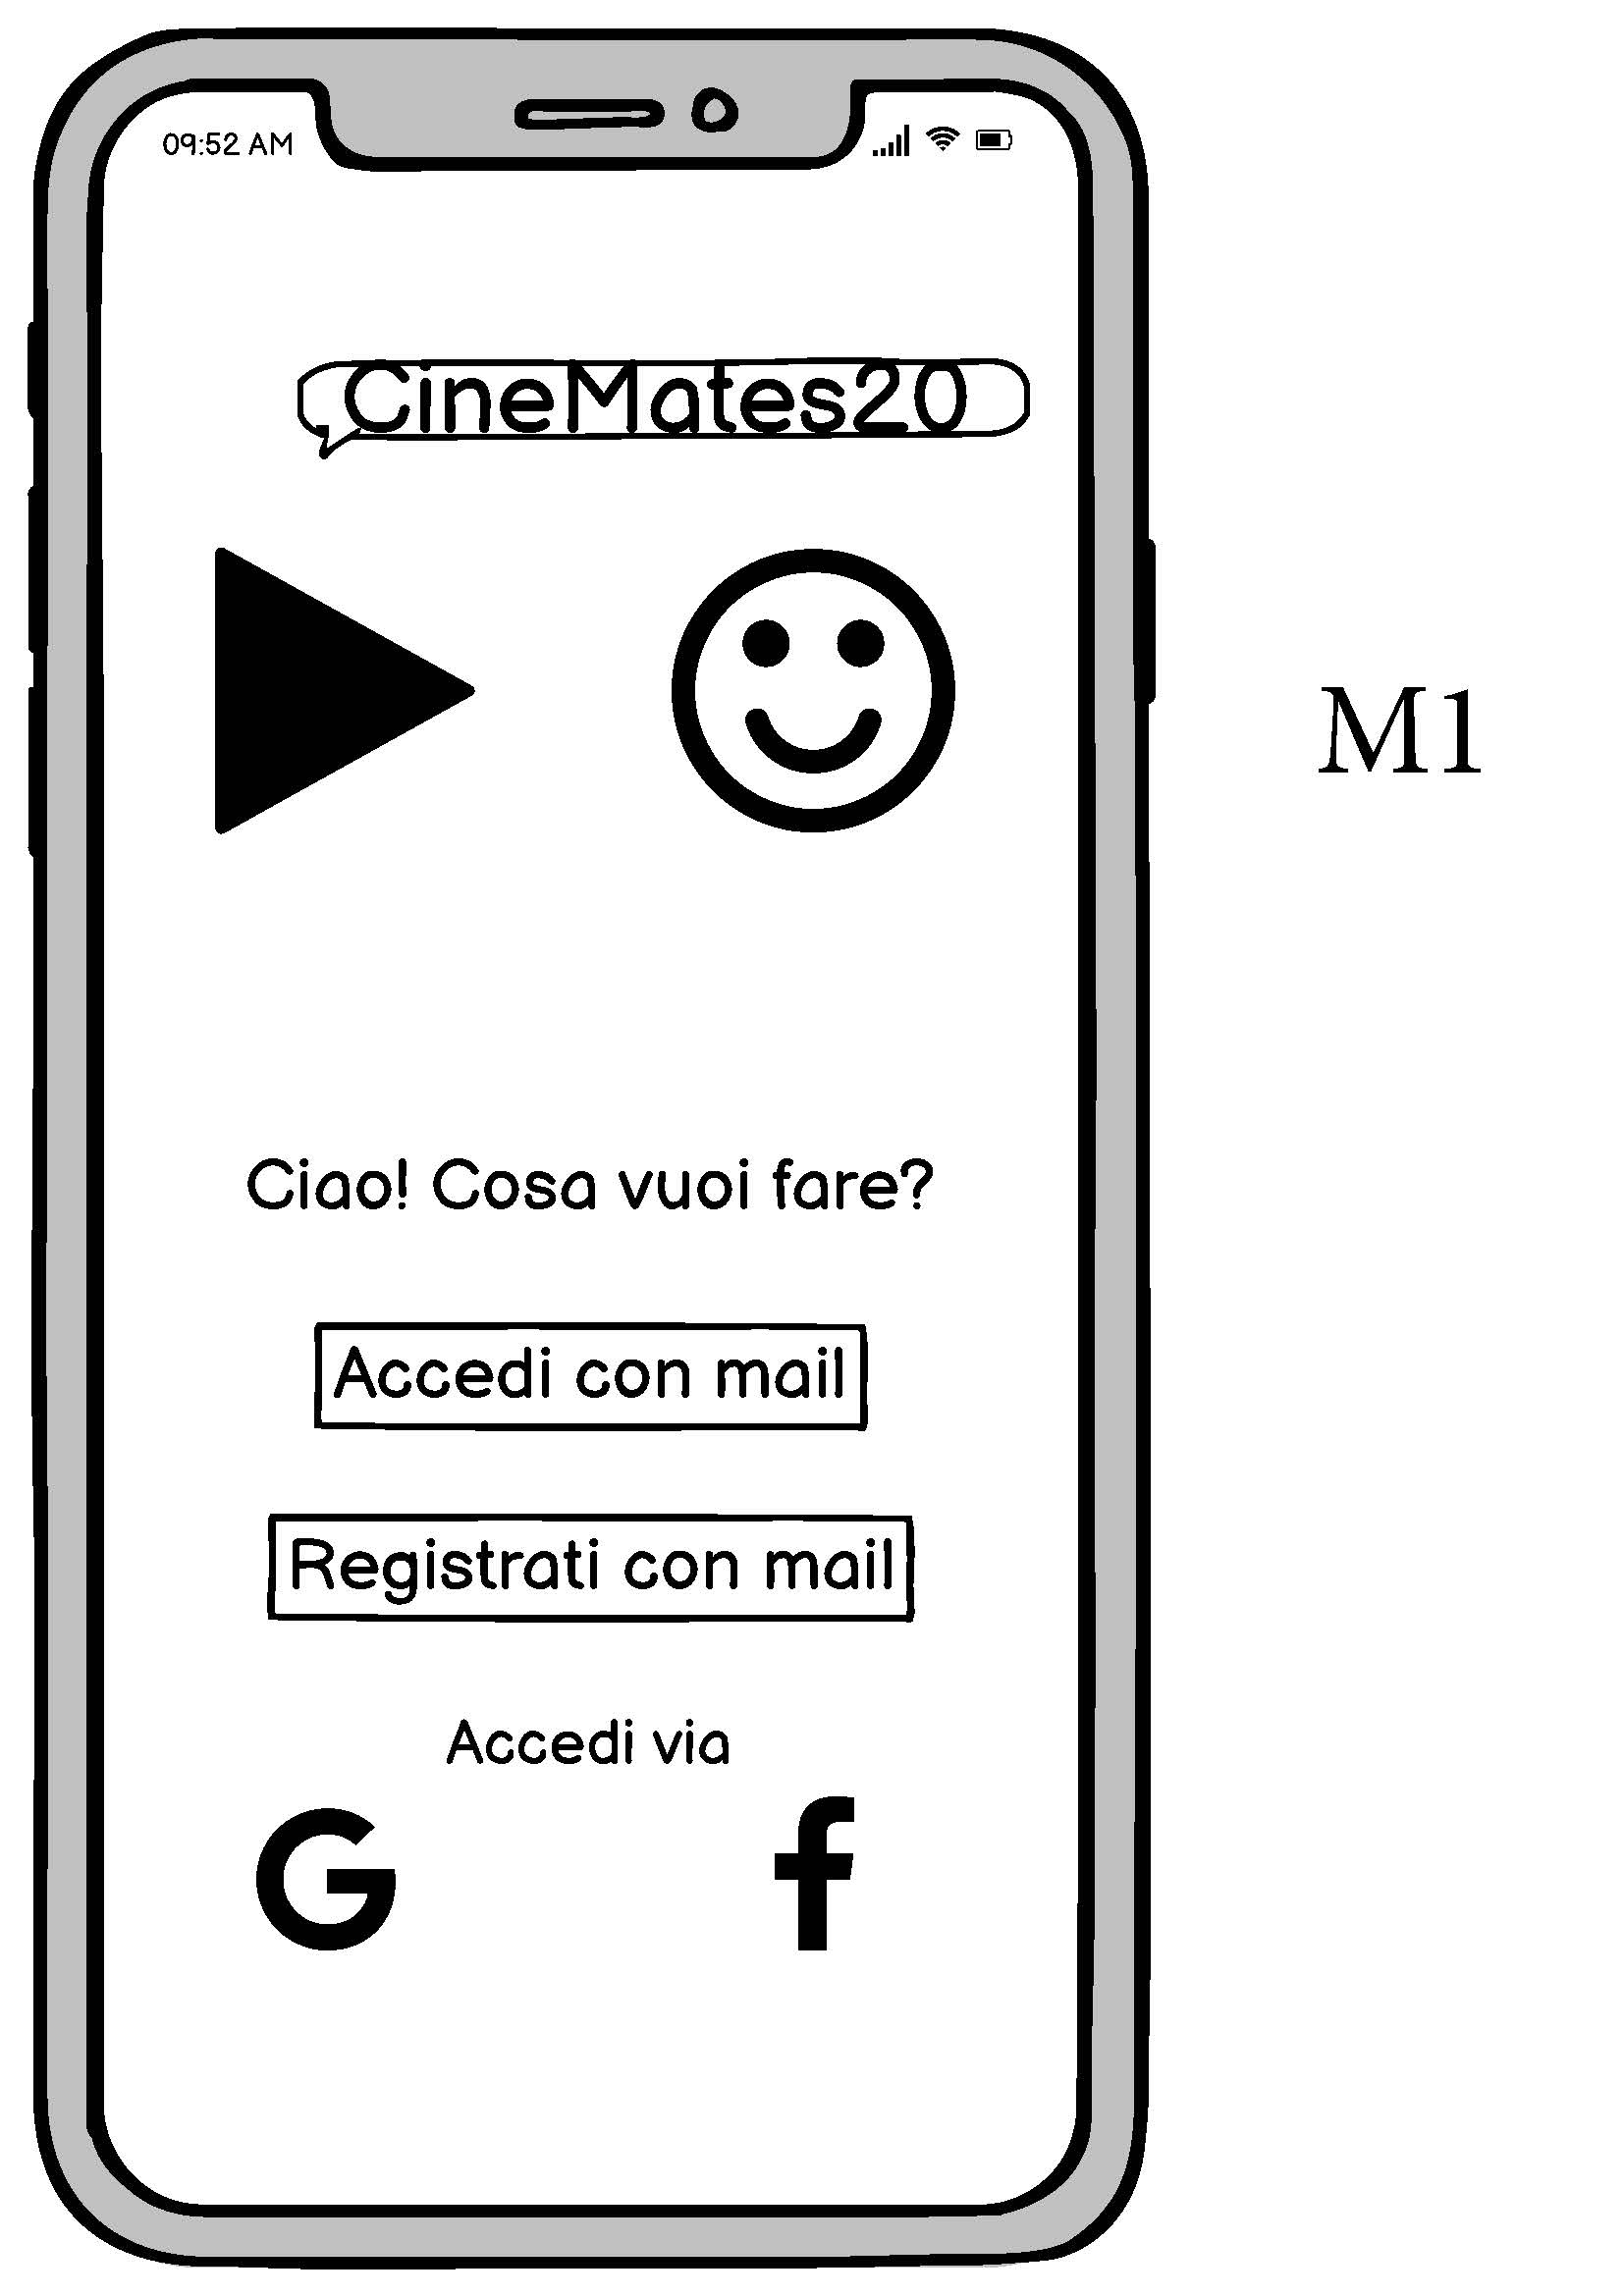 09:52 AM
CineMates20
M1
Ciao! Cosa vuoi fare?
Accedi con mail
Registrati con mail
Accedi via
G f